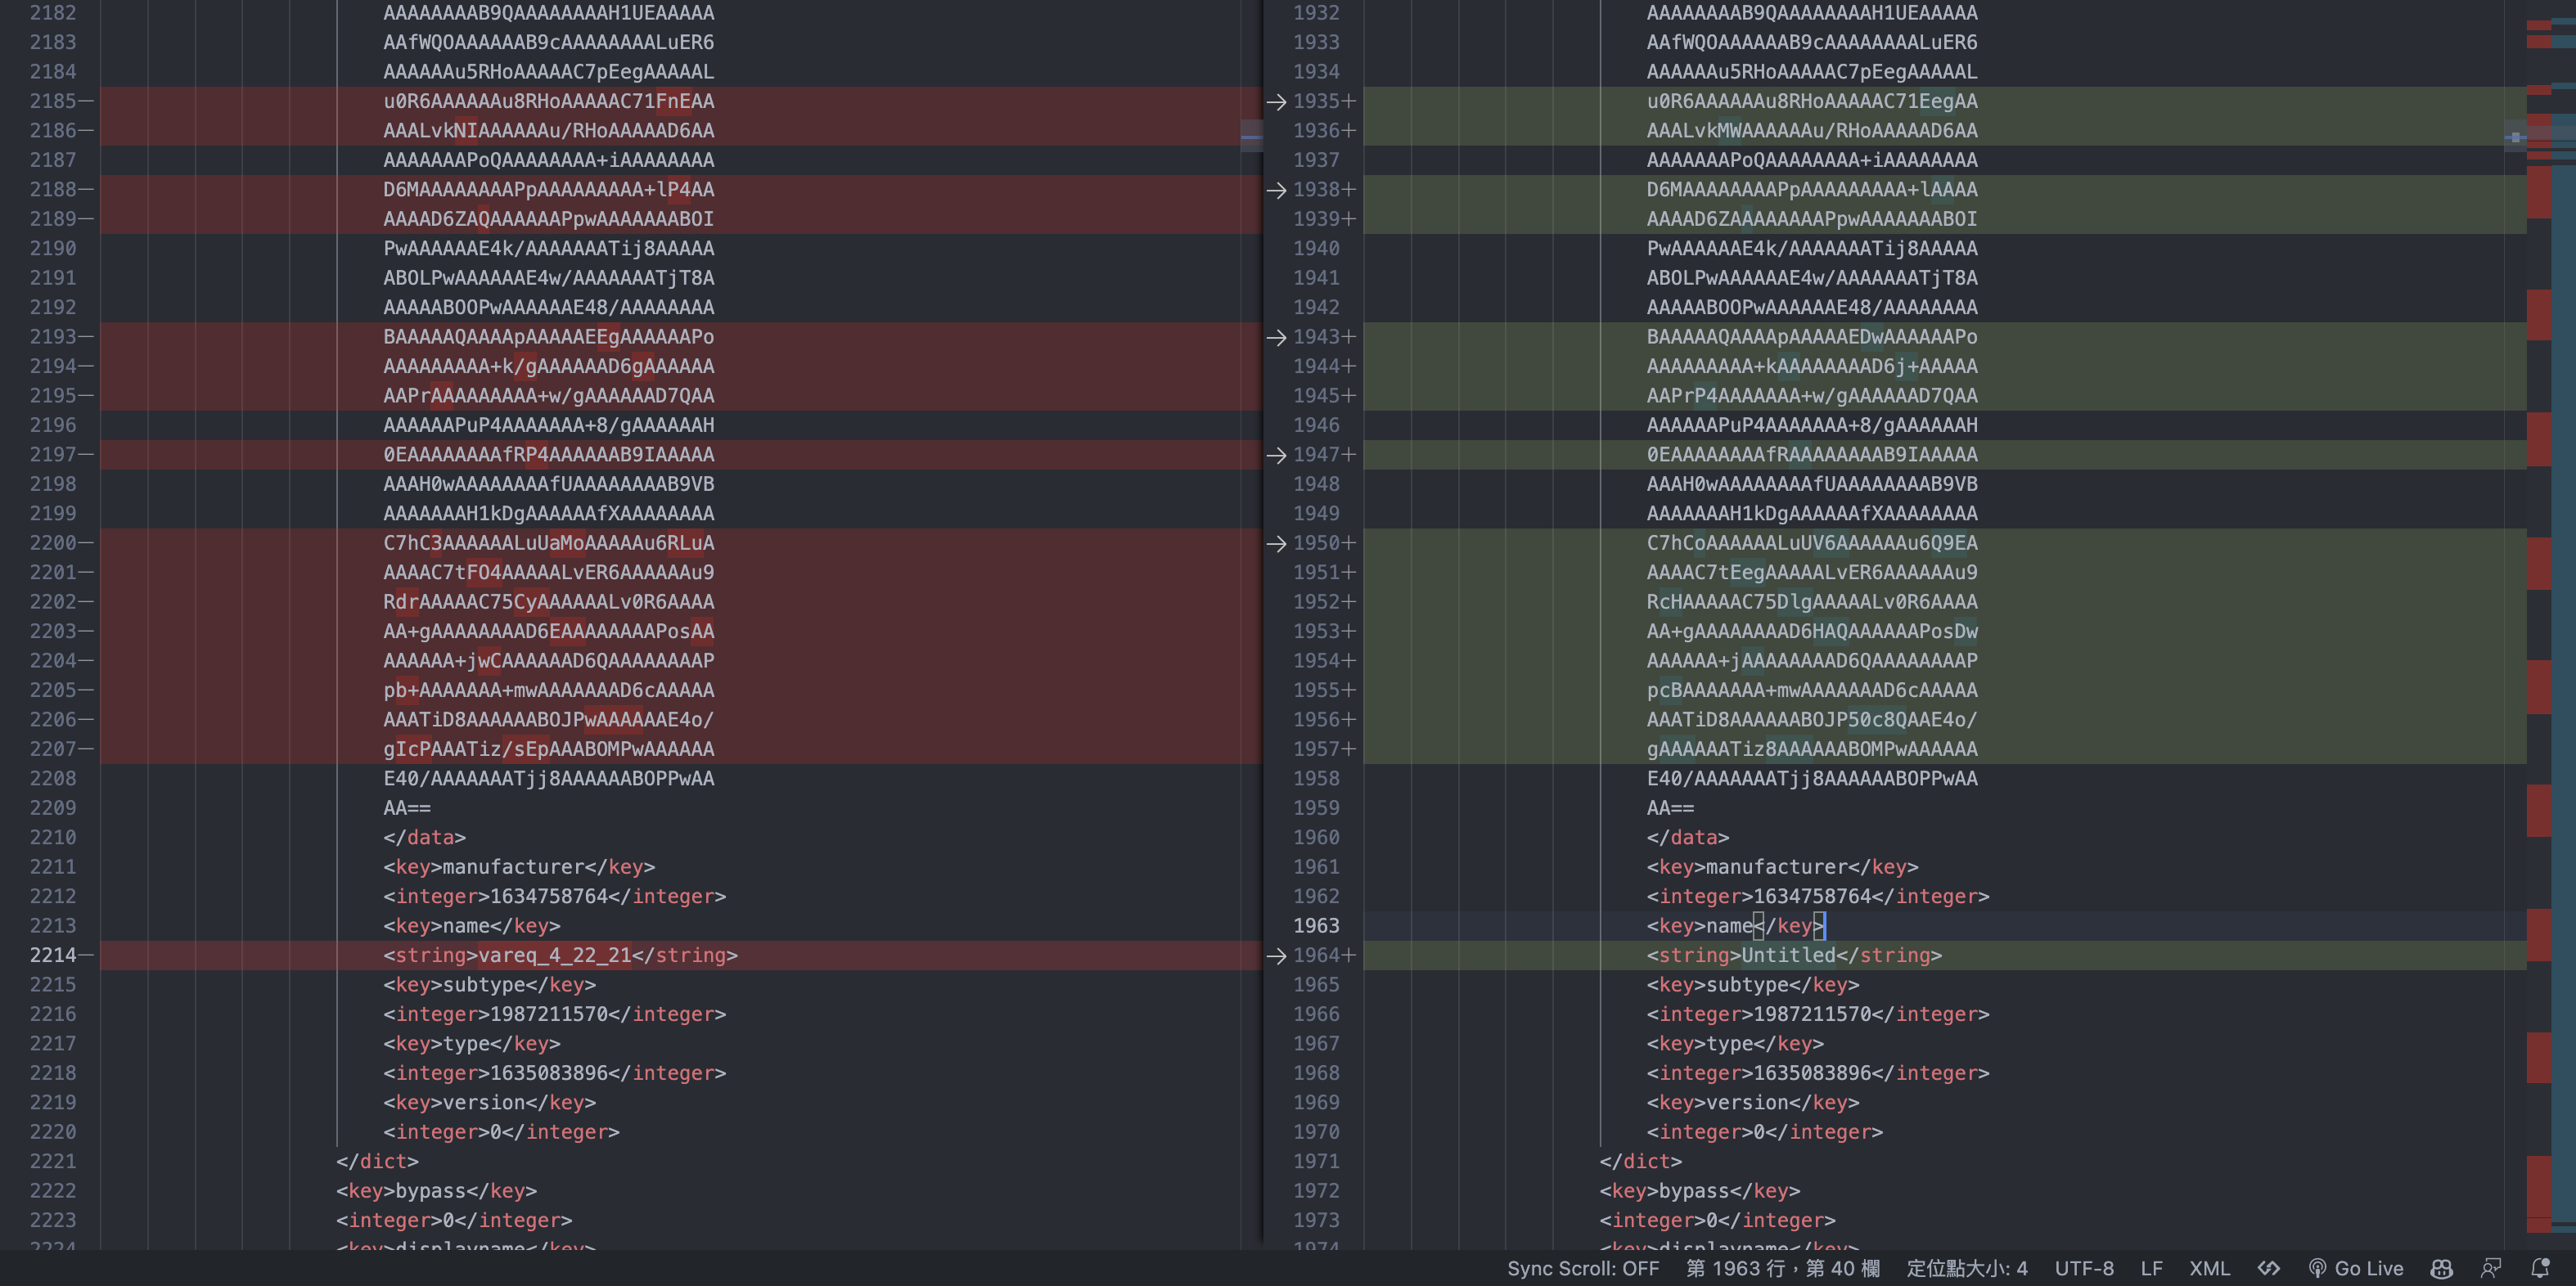 2182 AAAAAAAAB9QAAAAAAAAH1UEAAAAA
2183 AAfWQOAAAAAAB9cAAAAAAAALuER6
2184 AAAAAAu5RHoAAAAAC7pEegAAAAAL
2185— u0R6AAAAAAu8RHoAAAAAC71FnEAA
2186— AAALvkNIAAAAAAu/RHoAAAAAD6AA
2187 AAAAAAAPoQAAAAAAAA+iAAAAAAAA
2188— D6MAAAAAAAAPpAAAAAAAAA+lP4AA
2189— AAAAD6ZAQAAAAAAPpwAAAAAAABOI
2190 PwAAAAAAE4k/AAAAAAATij8AAAAA
2191 ABOLPwAAAAAAE4w/AAAAAAATjT8A
2192 AAAAABOOPwAAAAAAE48/AAAAAAAA
2193— BAAAAAQAAAApAAAAAEEgAAAAAAPo
2194— AAAAAAAAA+k/gAAAAAAD6gAAAAAA
2195— AAPrAAAAAAAAA+w/gAAAAAAD7QAA
2196 AAAAAAPuP4AAAAAAA+8/gAAAAAAH
2197— 0EAAAAAAAAfRP4AAAAAAB9IAAAAA
2198 AAAH0wAAAAAAAAfUAAAAAAAAB9VB
2199 AAAAAAAH1kDgAAAAAAfXAAAAAAAA
2200— C7hC3AAAAAALuUaMoAAAAAu6RLuA
2201— AAAAC7tFO4AAAAALvER6AAAAAAu9
2202— RdrAAAAAC75CyAAAAAALv0R6AAAA
2203— AA+gAAAAAAAAD6EAAAAAAAAPosAA
2204— AAAAAA+jwCAAAAAAD6QAAAAAAAAP
2205— pb+AAAAAAA+mwAAAAAAAD6cAAAAA
2206— AAATiD8AAAAAABOJPwAAAAAAE4o/
2207— gIcPAAATiz/sEpAAABOMPwAAAAAA
2208 E40/AAAAAAATjj8AAAAAABOPPwAA
2209 AA==
2210 </data>
2211 <key>manufacturer</key>
2212 <integer>1634758764</integer>
2213 <key>name</key>
2214— <string>vareq_4_22_21</string>
2215 <key>subtype</key>
2216 <integer>1987211570</integer>
2217 <key>type</key>
2218 <integer>1635083896</integer>
2219 <key>version</key>
2220 <integer>0</integer>
2221 </dict>
2222 <key>bypass</key>
2223 <integer>0</integer>
2224 <key>displayname</key>
1932 AAAAAAAAB9QAAAAAAAAH1UEAAAAA
1933 AAfWQOAAAAAAB9cAAAAAAAALuER6
1934 AAAAAAu5RHoAAAAAC7pEegAAAAAL
→ 1935+ u0R6AAAAAAu8RHoAAAAAC71EegAA
1936+ AAALvkMWAAAAAAu/RHoAAAAAD6AA
1937 AAAAAAAPoQAAAAAAAA+iAAAAAAAA
→ 1938+ D6MAAAAAAAAPpAAAAAAAAA+lAAAA
1939+ AAAAD6ZAAAAAAAAPpwAAAAAAABOI
1940 PwAAAAAAE4k/AAAAAAATij8AAAAA
1941 ABOLPwAAAAAAE4w/AAAAAAATjT8A
1942 AAAAABOOPwAAAAAAE48/AAAAAAAA
→ 1943+ BAAAAAQAAAApAAAAAEDwAAAAAAPo
1944+ AAAAAAAAA+kAAAAAAAAD6j+AAAAA
1945+ AAPrP4AAAAAAA+w/gAAAAAAD7QAA
1946 AAAAAAPuP4AAAAAAA+8/gAAAAAAH
→ 1947+ 0EAAAAAAAAfRAAAAAAAAB9IAAAAA
1948 AAAH0wAAAAAAAAfUAAAAAAAAB9VB
1949 AAAAAAAH1kDgAAAAAAfXAAAAAAAA
→ 1950+ C7hCoAAAAAALuUV6AAAAAAu6Q9EA
1951+ AAAAC7tEegAAAAALvER6AAAAAAu9
1952+ RcHAAAAAC75DlgAAAAALv0R6AAAA
1953+ AA+gAAAAAAAAD6HAQAAAAAAPosDw
1954+ AAAAAA+jAAAAAAAAD6QAAAAAAAAP
1955+ pcBAAAAAAA+mwAAAAAAAD6cAAAAA
1956+ AAATiD8AAAAAABOJP50c8QAAE4o/
1957+ gAAAAAATiz8AAAAAABOMPwAAAAAA
1958 E40/AAAAAAATjj8AAAAAABOPPwAA
1959 AA==
1960 </data>
1961 <key>manufacturer</key>
1962 <integer>1634758764</integer>
1963 <key>name</key>
→ 1964+ <string>Untitled</string>
1965 <key>subtype</key>
1966 <integer>1987211570</integer>
1967 <key>type</key>
1968 <integer>1635083896</integer>
1969 <key>version</key>
1970 <integer>0</integer>
1971 </dict>
1972 <key>bypass</key>
1973 <integer>0</integer>
1974 <key>displayname</key>
Sync Scroll: OFF 第 1963 行，第 40 欄 定位點大小: 4 UTF-8 LF XML Go Live